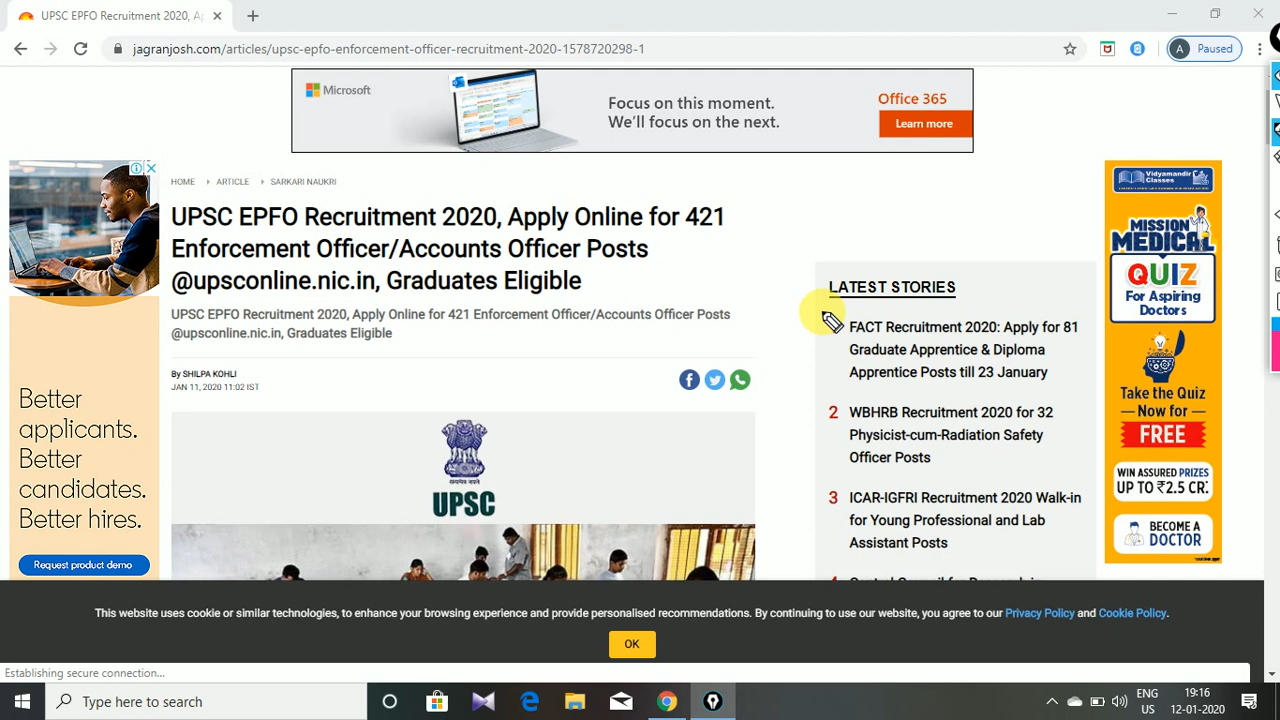 UPSC EPFO Recruitment 2020, Ap
jagranjosh.com/articles/upsc-epfo-enforcement-officer-recruitment-2020-1578720298-1
A Paused
Microsoft
Focus on this moment.
We'll focus on the next.
Office 365
Learn more
HOME ARTICLE SARKARI NAUKRI
UPSC EPFO Recruitment 2020, Apply Online for 421
Enforcement Officer/Accounts Officer Posts
@upsconline.nic.in, Graduates Eligible
UPSC EPFO Recruitment 2020, Apply Online for 421 Enforcement Officer/Accounts Officer Posts
@upsconline.nic.in, Graduates Eligible
By SHILPA KOHLI
JAN 11, 2020 11:02 IST
सत्यमेव जयते
UPSC
Better
applicants.
Better
candidates.
Better hires.
Request product demo
LATEST STORIES
FACT Recruitment 2020: Apply for 81
Graduate Apprentice & Diploma
Apprentice Posts till 23 January
2 WBHRB Recruitment 2020 for 32
Physicist-cum-Radiation Safety
Officer Posts
3 ICAR-IGFRI Recruitment 2020 Walk-in
for Young Professional and Lab
Assistant Posts
Vidyamandir
Classes
MISSION
MEDICAL
QUIZ
For Aspiring
Doctors
Take the Quiz
Now for
FREE
WIN ASSURED PRIZES
UP TO ₹2.5 CR.
BECOME A
DOCTOR
This website uses cookie or similar technologies, to enhance your browsing experience and provide personalised recommendations. By continuing to use our website, you agree to our Privacy Policy and Cookie Policy.
OK
Establishing secure connection...
Type here to search
ENG
US
19:16
12-01-2020